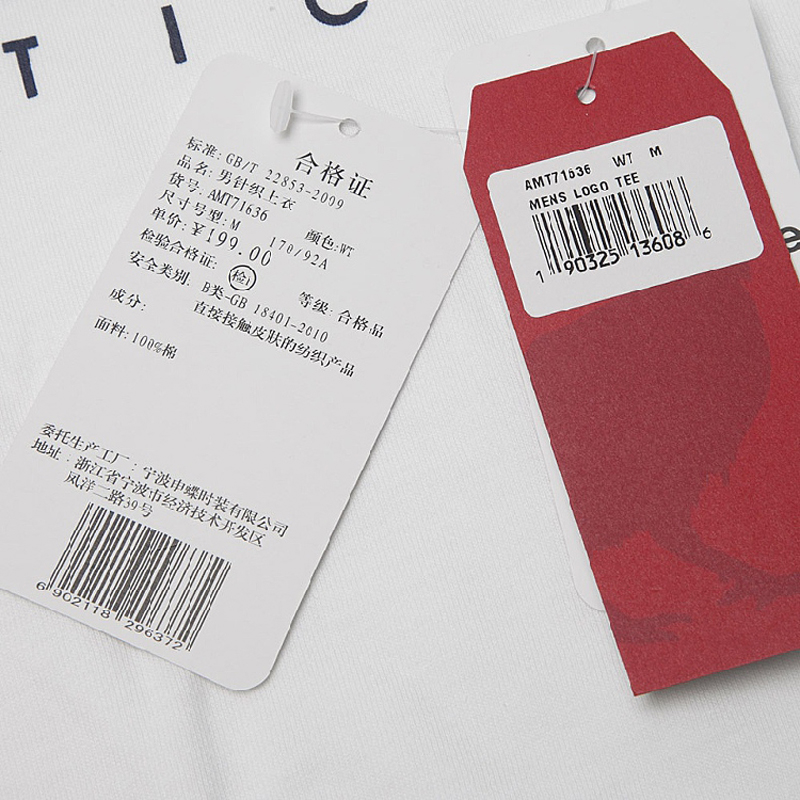 TIC
合格证
标准: GB/T 22853-2009
品名: 男针织上衣
货号: AMT71636
尺寸号型: M 170/92A
颜色: WT
单价: ¥199.00
检验合格证: 检1
等级: 合格品
安全类别: B类-GB 18401-2010
直接接触皮肤的纺织产品
成分:
面料: 100%棉
委托生产工厂: 宁波申蝶时装有限公司
地址: 浙江省宁波市经济技术开发区
凤洋二路39号
6 902118 296372
AMT71636 WT M
MENS LOGO TEE
1 90325 13608 6
e